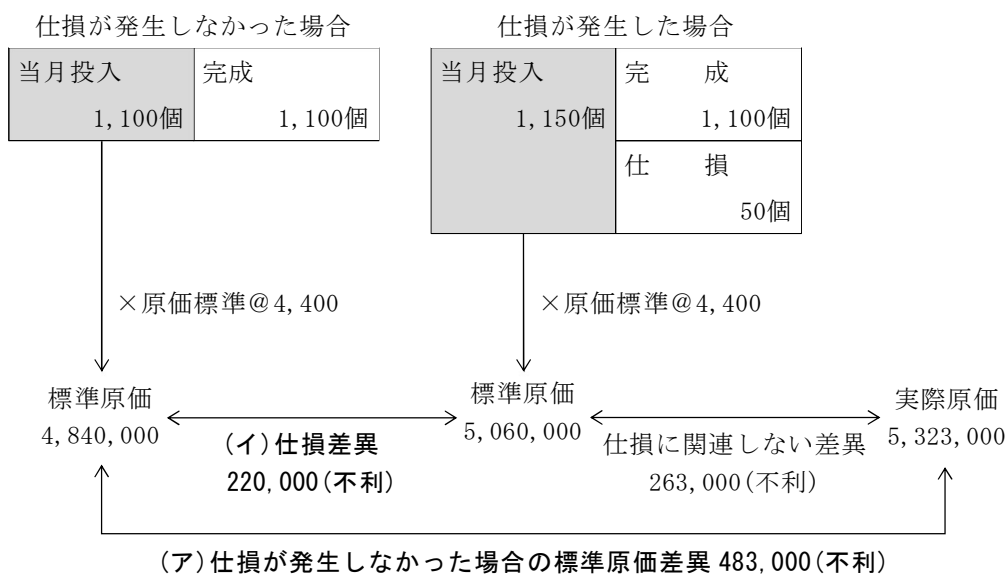 仕損が発生しなかった場合
当月投入
1,100個
完成
1,100個
×原価標準@4,400
標準原価
4,840,000
仕損が発生した場合
当月投入
1,150個
完　成
1,100個
仕　損
50個
×原価標準@4,400
標準原価
5,060,000
実際原価
5,323,000
(イ)仕損差異
220,000(不利)
仕損に関連しない差異
263,000(不利)
(ア)仕損が発生しなかった場合の標準原価差異 483,000(不利)